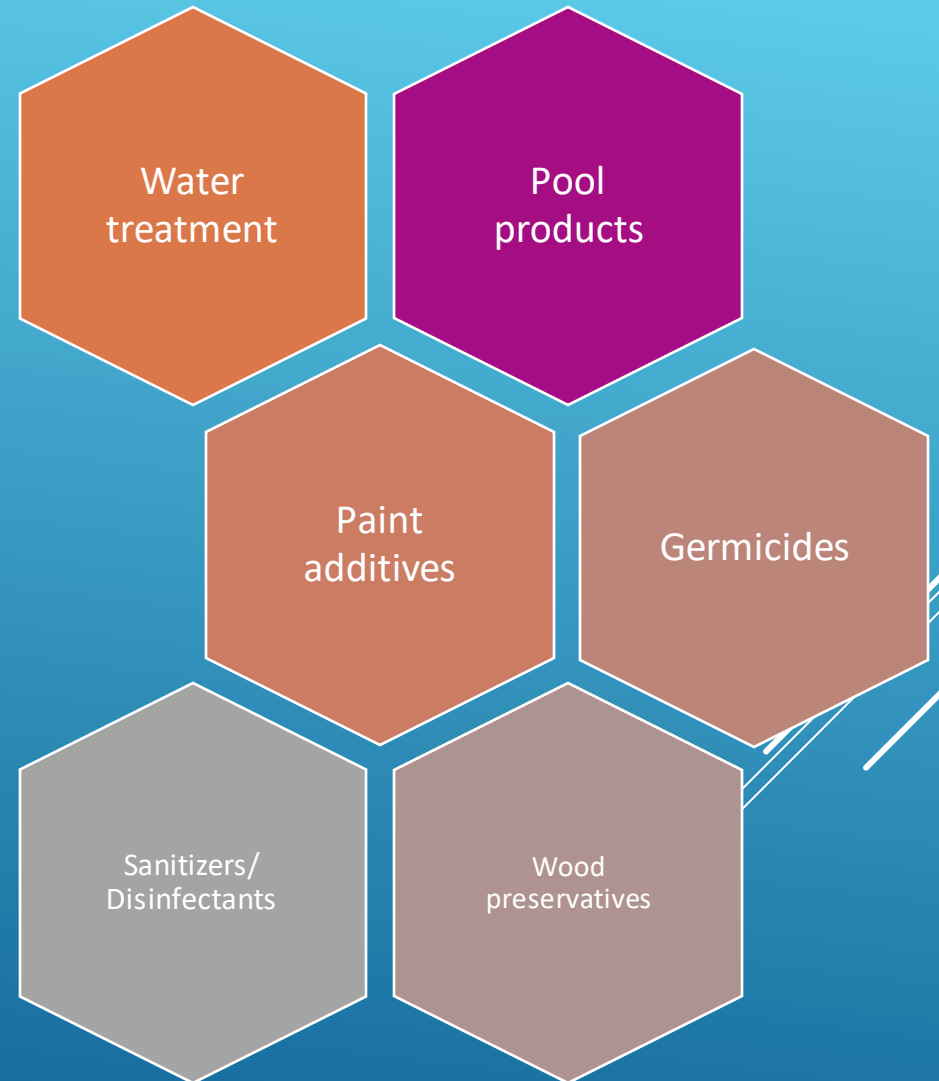 Water
treatment
Pool
products
Paint
additives
Germicides
Sanitizers/
Disinfectants
Wood
preservatives